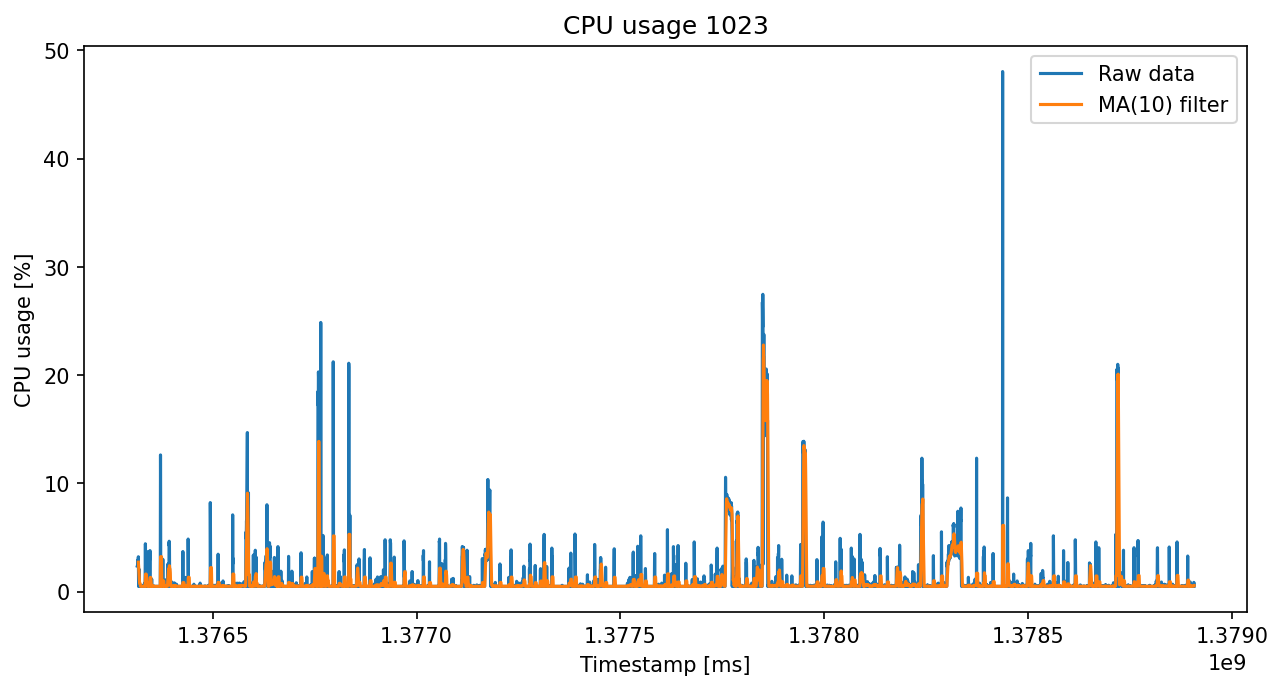 CPU usage 1023
50
40
30
20
10
0
CPU usage [%]
Raw data
MA(10) filter
1.3765
1.3770
1.3775
1.3780
1.3785
1.3790
1e9
Timestamp [ms]